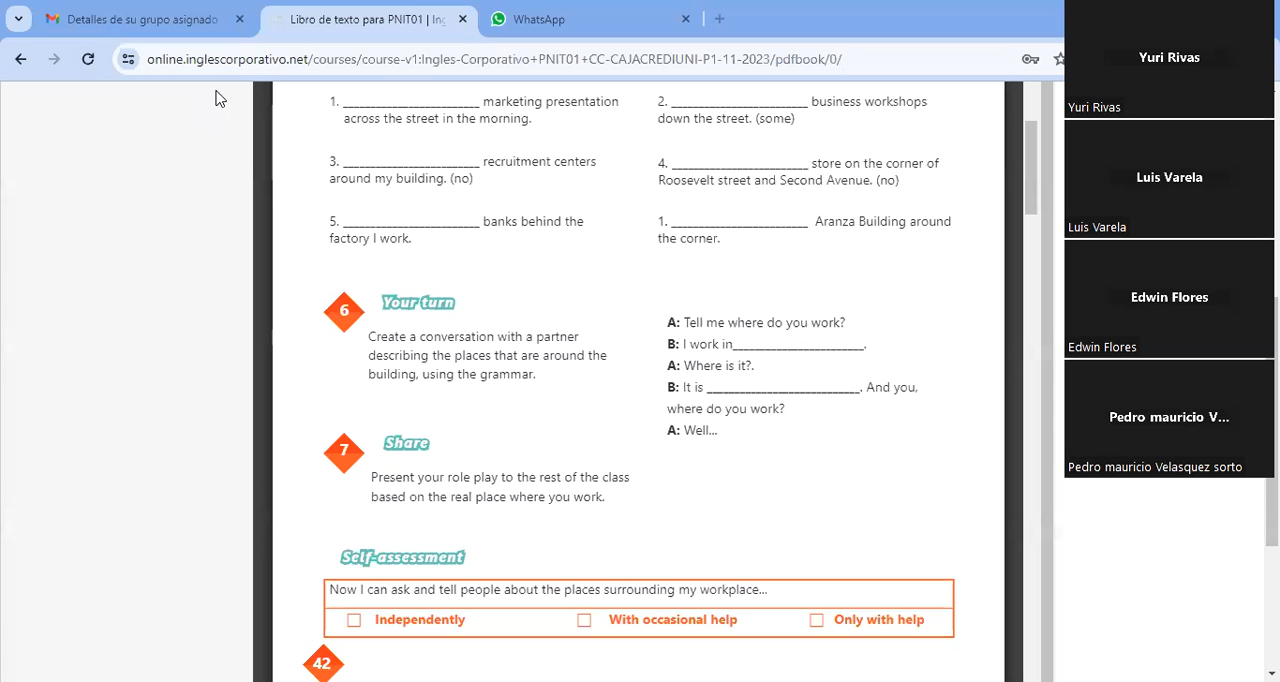 Detalles de su grupo asignado
Libro de texto para PNIT01 | Ing
WhatsApp
online.inglescorporativo.net/courses/course-v1:Ingles-Corporativo+PNIT01+CC-CAJACREDIUNI-P1-11-2023/pdfbook/0/
1. _________________________ marketing presentation
across the street in the morning.
2. _________________________ business workshops
down the street. (some)
3. _________________________ recruitment centers
around my building. (no)
4. _________________________ store on the corner of
Roosevelt street and Second Avenue. (no)
5. _________________________ banks behind the
factory I work.
1. _________________________ Aranza Building around
the corner.
6 Your turn
Create a conversation with a partner
describing the places that are around the
building, using the grammar.
A: Tell me where do you work?
B: I work in________________________.
A: Where is it?.
B: It is ____________________________. And you,
where do you work?
A: Well...
7 Share
Present your role play to the rest of the class
based on the real place where you work.
Self-assessment
Now I can ask and tell people about the places surrounding my workplace...
Independently
With occasional help
Only with help
42
Yuri Rivas
Yuri Rivas
Luis Varela
Luis Varela
Edwin Flores
Edwin Flores
Pedro mauricio V...
Pedro mauricio Velasquez sorto